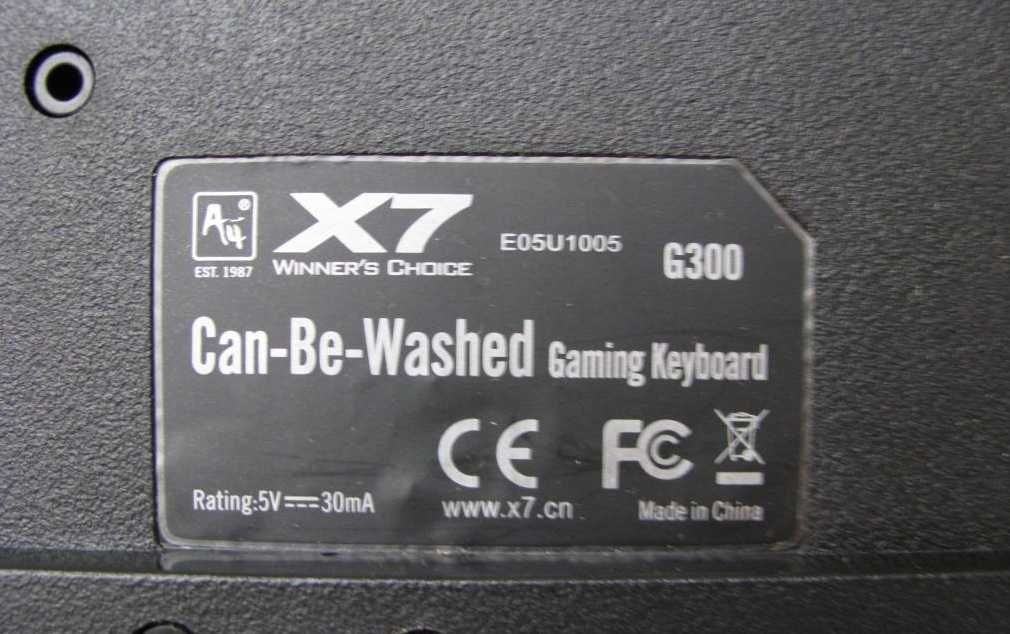 A4 ®
EST. 1987
X7
WINNER'S CHOICE
E05U1005
G300
Can-Be-Washed Gaming Keyboard
CE FC
Rating:5V⎓30mA
www.x7.cn
Made in China